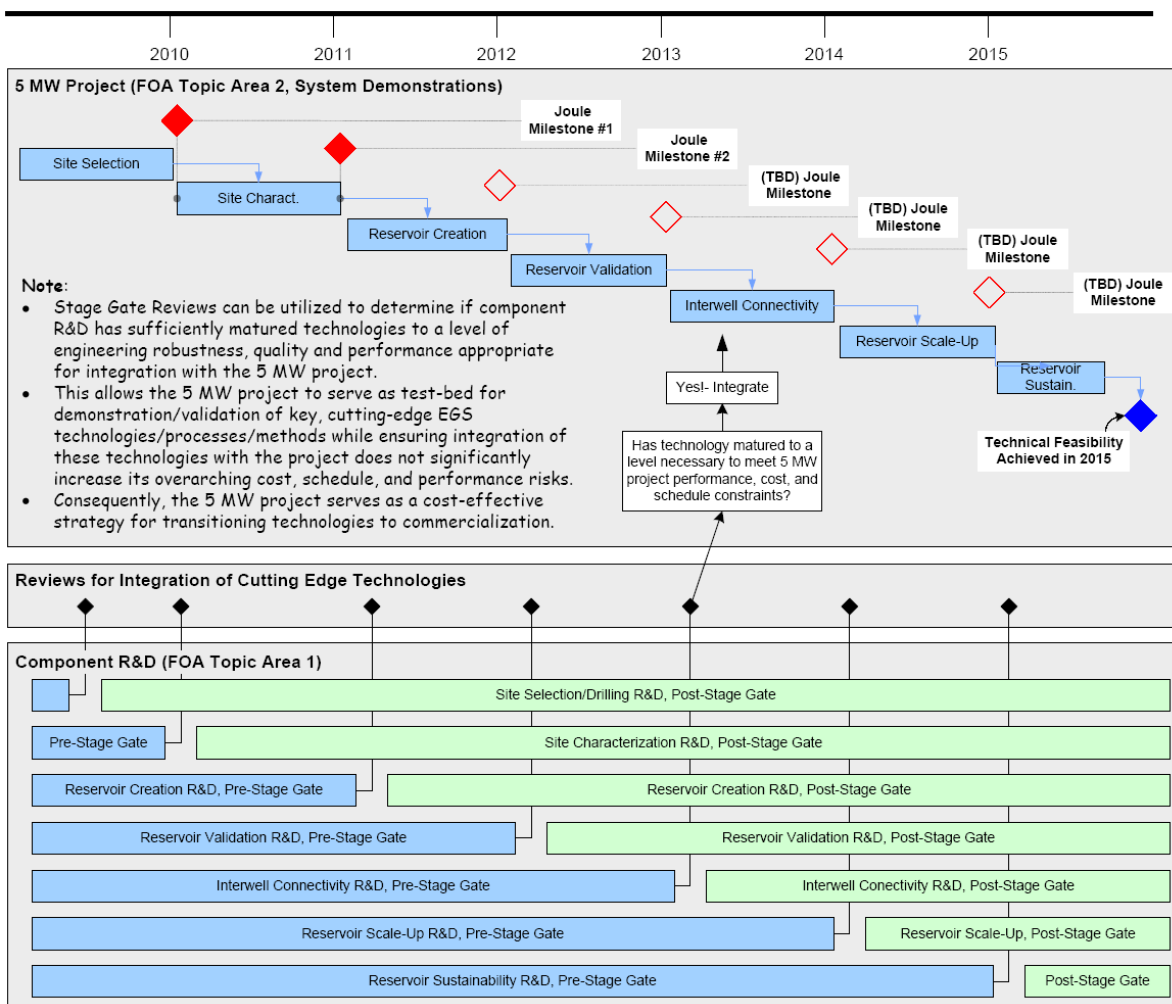 2010
2011
2012
2013
2014
2015
5 MW Project (FOA Topic Area 2, System Demonstrations)
Joule
Milestone #1
Joule
Milestone #2
Site Selection
(TBD) Joule
Milestone
Site Charact.
(TBD) Joule
Milestone
Reservoir Creation
(TBD) Joule
Milestone
Reservoir Validation
(TBD) Joule
Milestone
Interwell Connectivity
Reservoir Scale-Up
Reservoir
Sustain.
Note:
• Stage Gate Reviews can be utilized to determine if component
R&D has sufficiently matured technologies to a level of
engineering robustness, quality and performance appropriate
for integration with the 5 MW project.
• This allows the 5 MW project to serve as test-bed for
demonstration/validation of key, cutting-edge EGS
technologies/processes/methods while ensuring integration of
these technologies with the project does not significantly
increase its overarching cost, schedule, and performance risks.
• Consequently, the 5 MW project serves as a cost-effective
strategy for transitioning technologies to commercialization.
Yes!- Integrate
Has technology matured to a
level necessary to meet 5 MW
project performance, cost, and
schedule constraints?
Technical Feasibility
Achieved in 2015
Reviews for Integration of Cutting Edge Technologies
Component R&D (FOA Topic Area 1)
Site Selection/Drilling R&D, Post-Stage Gate
Pre-Stage Gate
Site Characterization R&D, Post-Stage Gate
Reservoir Creation R&D, Pre-Stage Gate
Reservoir Creation R&D, Post-Stage Gate
Reservoir Validation R&D, Pre-Stage Gate
Reservoir Validation R&D, Post-Stage Gate
Interwell Connectivity R&D, Pre-Stage Gate
Interwell Conectivity R&D, Post-Stage Gate
Reservoir Scale-Up R&D, Pre-Stage Gate
Reservoir Scale-Up, Post-Stage Gate
Reservoir Sustainability R&D, Pre-Stage Gate
Post-Stage Gate